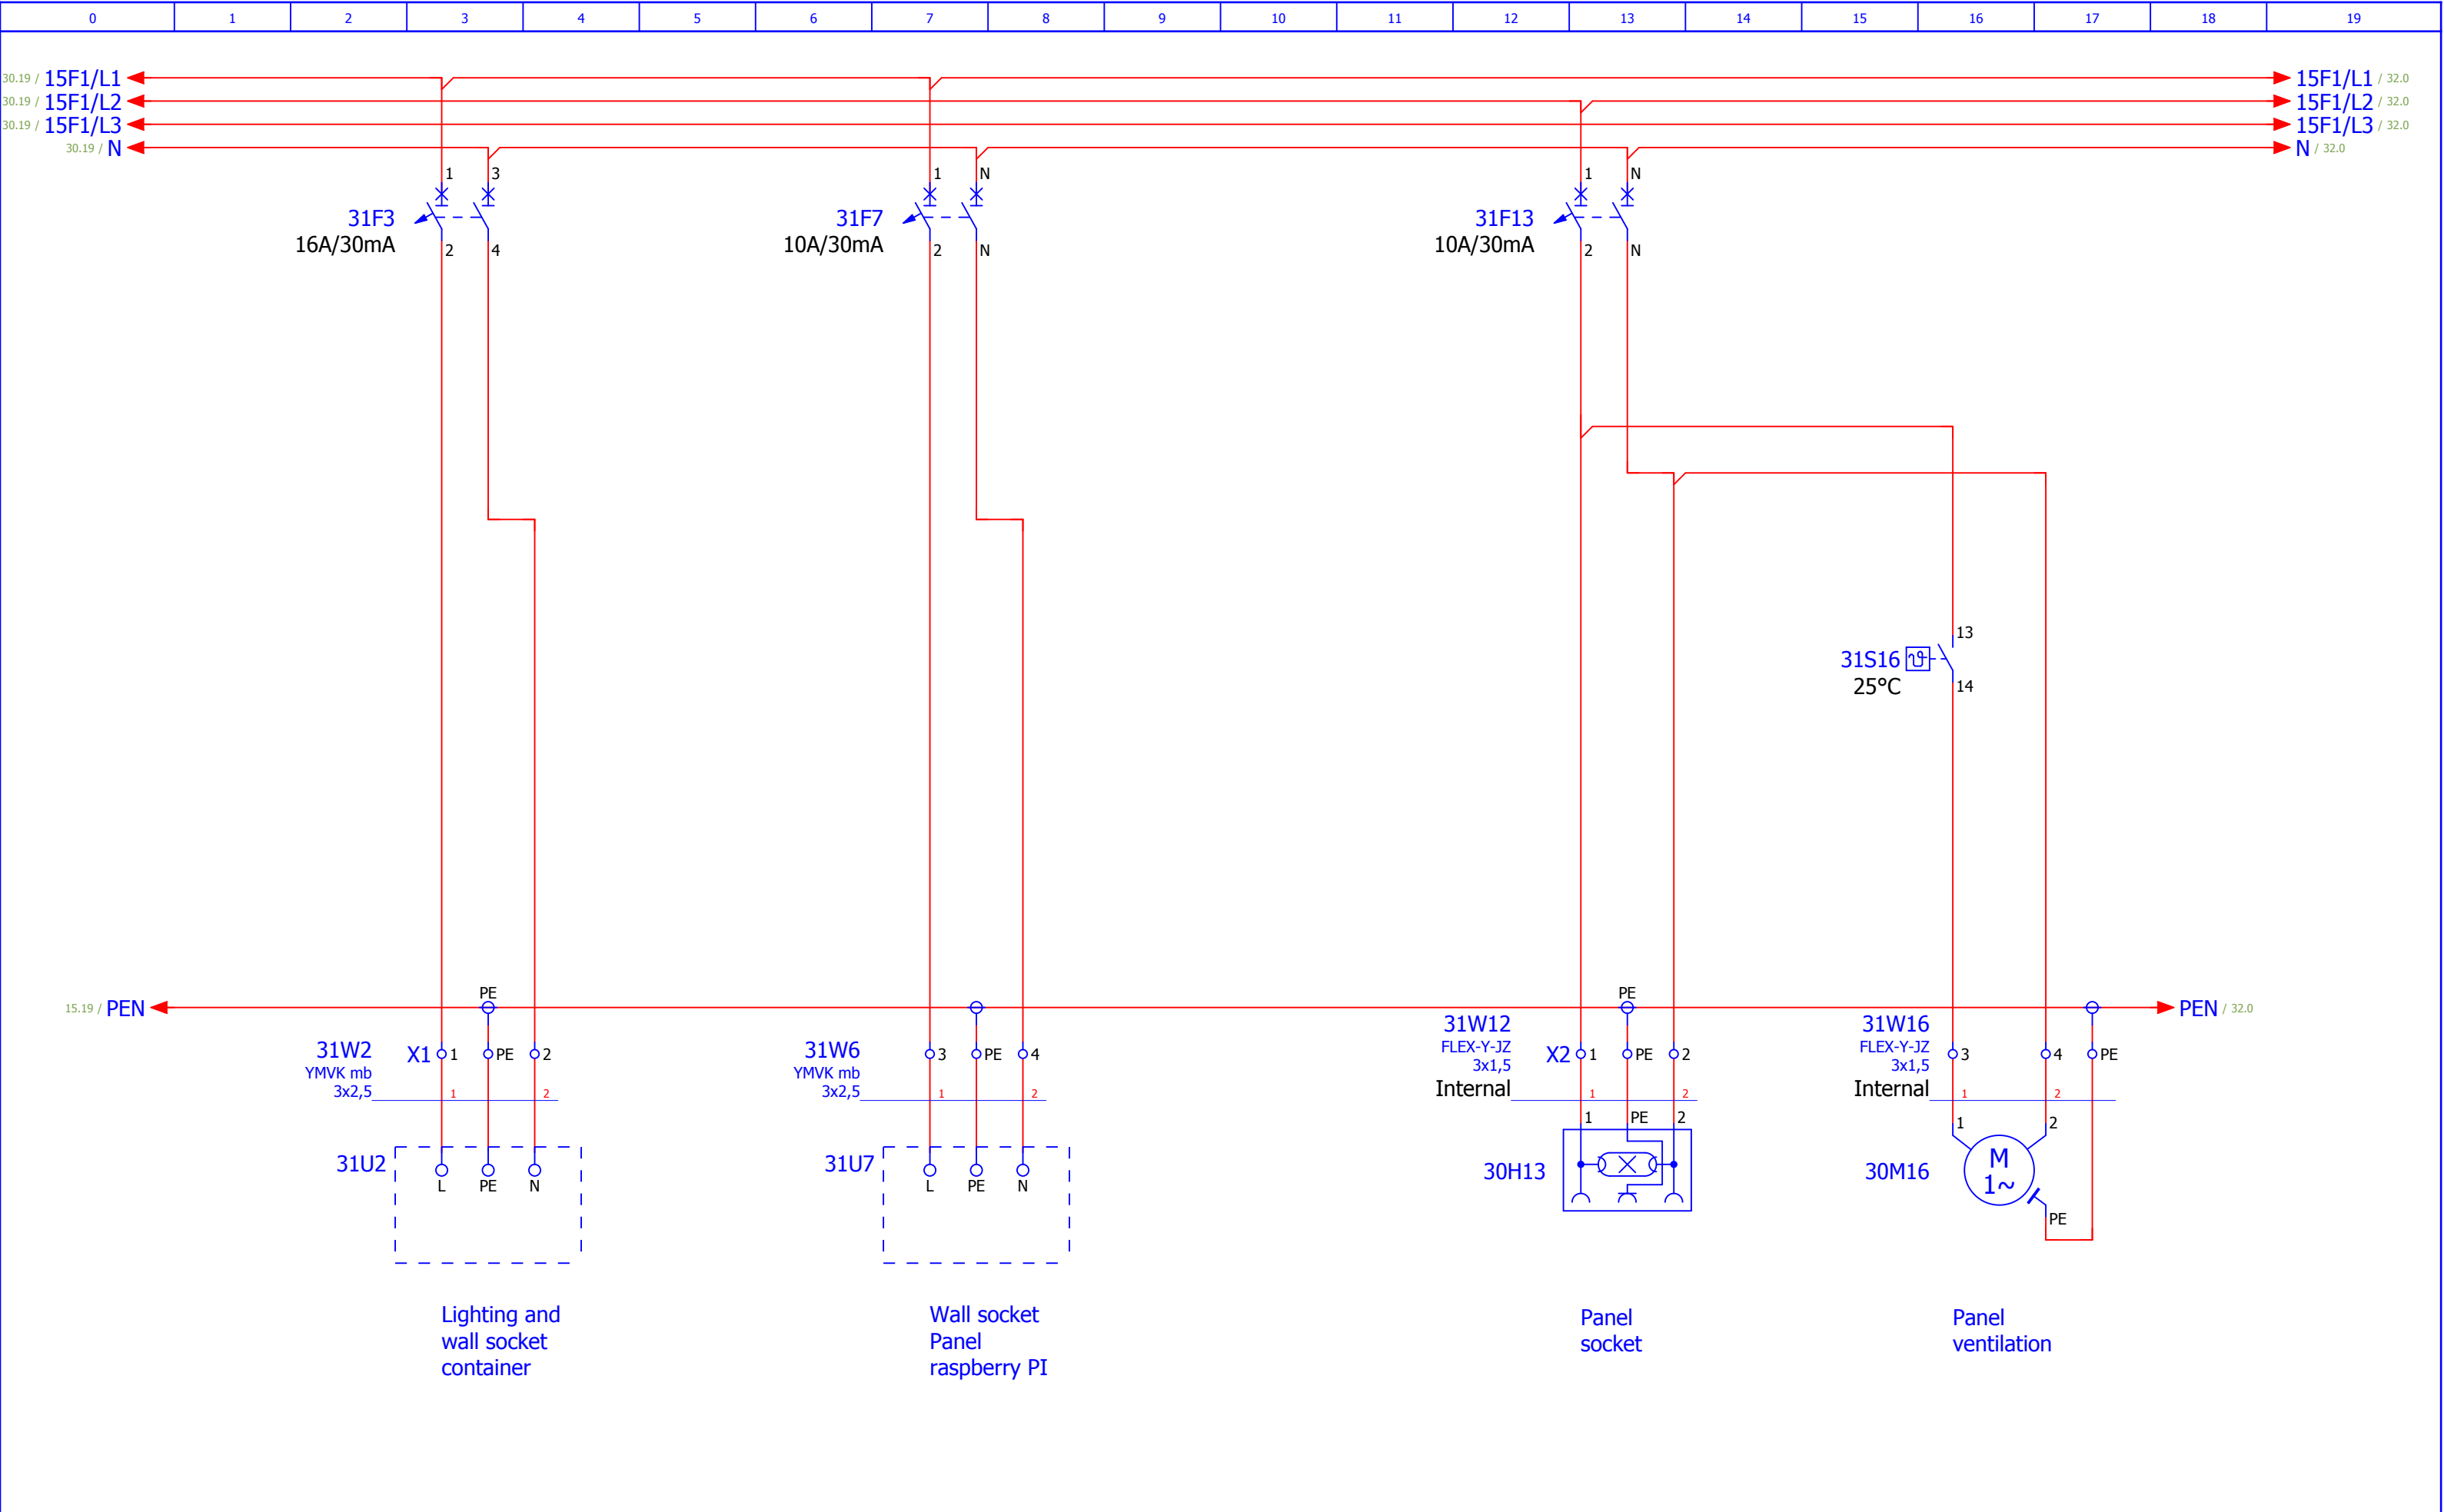 0 1 2 3 4 5 6 7 8 9 10 11 12 13 14 15 16 17 18 19
30.19 / 15F1/L1 15F1/L1 / 32.0
30.19 / 15F1/L2 15F1/L2 / 32.0
30.19 / 15F1/L3 15F1/L3 / 32.0
30.19 / N N / 32.0
1 3 1 N 1 N
31F3 31F7 31F13
16A/30mA 10A/30mA 10A/30mA
2 4 2 N 2 N
13
31S16
25°C
14
PE PE
15.19 / PEN PEN / 32.0
31W12 31W16
FLEX-Y-JZ FLEX-Y-JZ
31W2 X1 1 PE 2 31W6 3 PE 4 3x1,5 X2 1 PE 2 3x1,5 3 4 PE
YMVK mb YMVK mb
3x2,5 1 2 3x2,5 1 2 Internal 1 2 Internal 1 2
1 PE 2 1 2
31U2 31U7 30H13 30M16 M
1~
L PE N L PE N
PE
Lighting and
wall socket
container
Wall socket
Panel
raspberry PI
Panel
socket
Panel
ventilation